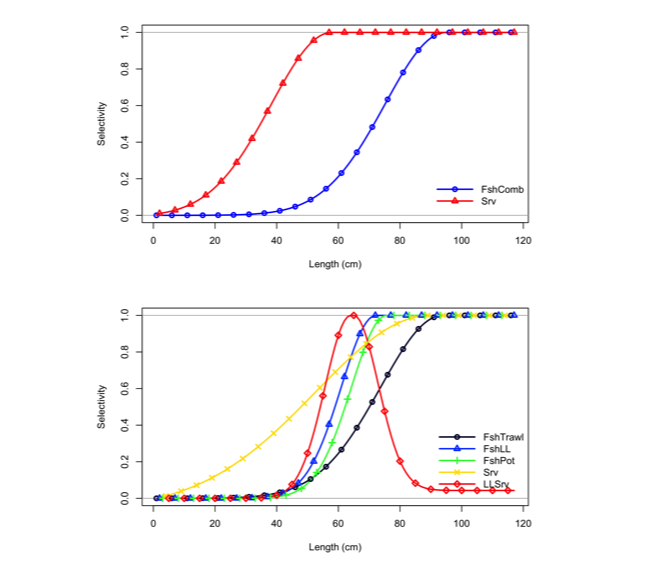 1.0
0.8
0.6
0.4
0.2
0.0
Selectivity
FshComb
Srv
0 20 40 60 80 100 120
Length (cm)
1.0
0.8
0.6
0.4
0.2
0.0
Selectivity
FshTrawl
FshLL
FshPot
Srv
LLSrv
0 20 40 60 80 100 120
Length (cm)